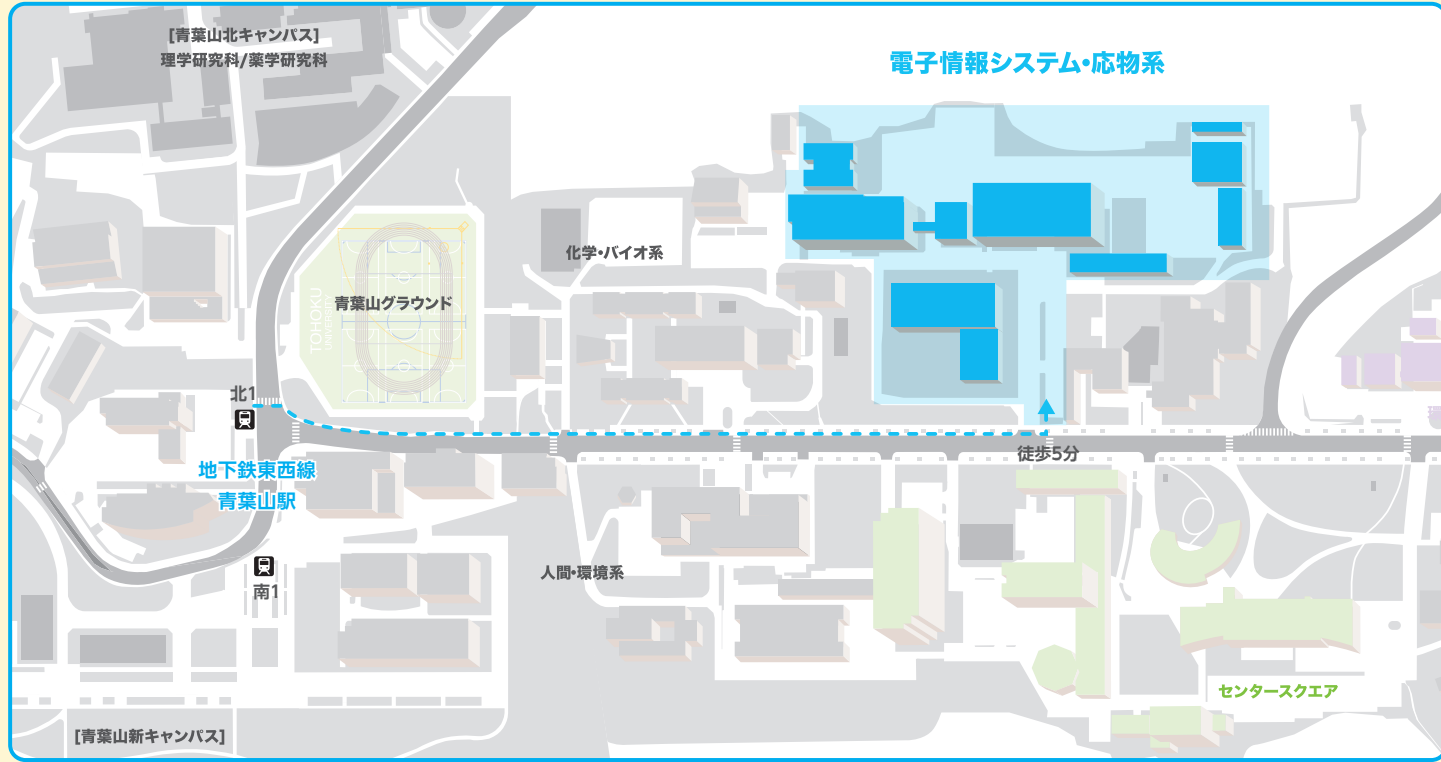 [青葉山北キャンパス]
理学研究科/薬学研究科
電子情報システム・応物系
化学・バイオ系
青葉山グラウンド
TOHOKU
UNIVERSITY
北1
徒歩5分
地下鉄東西線
青葉山駅
人間・環境系
南1
センタースクエア
[青葉山新キャンパス]